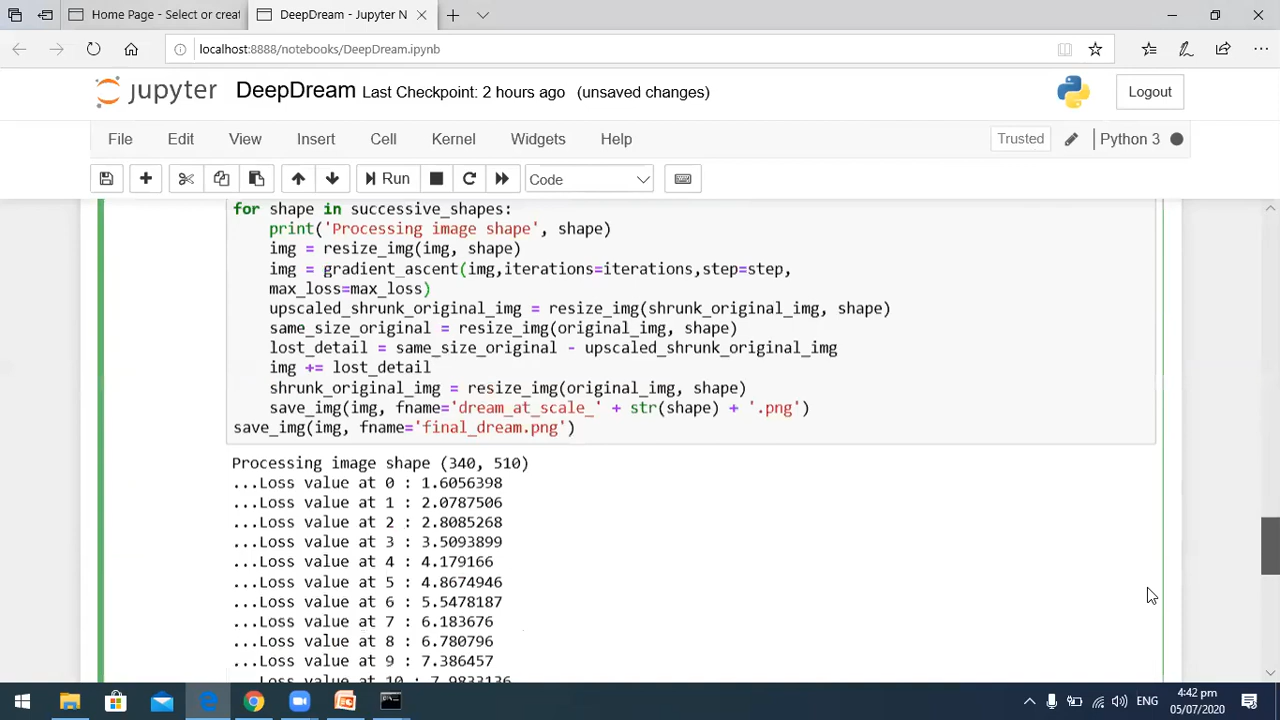 Home Page - Select or creat
DeepDream - Jupyter N
localhost:8888/notebooks/DeepDream.ipynb
jupyter DeepDream Last Checkpoint: 2 hours ago (unsaved changes) Logout
File Edit View Insert Cell Kernel Widgets Help Trusted Python 3
Run Code
for shape in successive_shapes:
    print('Processing image shape', shape)
    img = resize_img(img, shape)
    img = gradient_ascent(img,iterations=iterations,step=step,
    max_loss=max_loss)
    upscaled_shrunk_original_img = resize_img(shrunk_original_img, shape)
    same_size_original = resize_img(original_img, shape)
    lost_detail = same_size_original - upscaled_shrunk_original_img
    img += lost_detail
    shrunk_original_img = resize_img(original_img, shape)
    save_img(img, fname='dream_at_scale_' + str(shape) + '.png')
save_img(img, fname='final_dream.png')
Processing image shape (340, 510)
...Loss value at 0 : 1.6056398
...Loss value at 1 : 2.0787506
...Loss value at 2 : 2.8085268
...Loss value at 3 : 3.5093899
...Loss value at 4 : 4.179166
...Loss value at 5 : 4.8674946
...Loss value at 6 : 5.5478187
...Loss value at 7 : 6.183676
...Loss value at 8 : 6.780796
...Loss value at 9 : 7.386457
...Loss value at 10 : 7.9833136
ENG
4:42 pm
05/07/2020